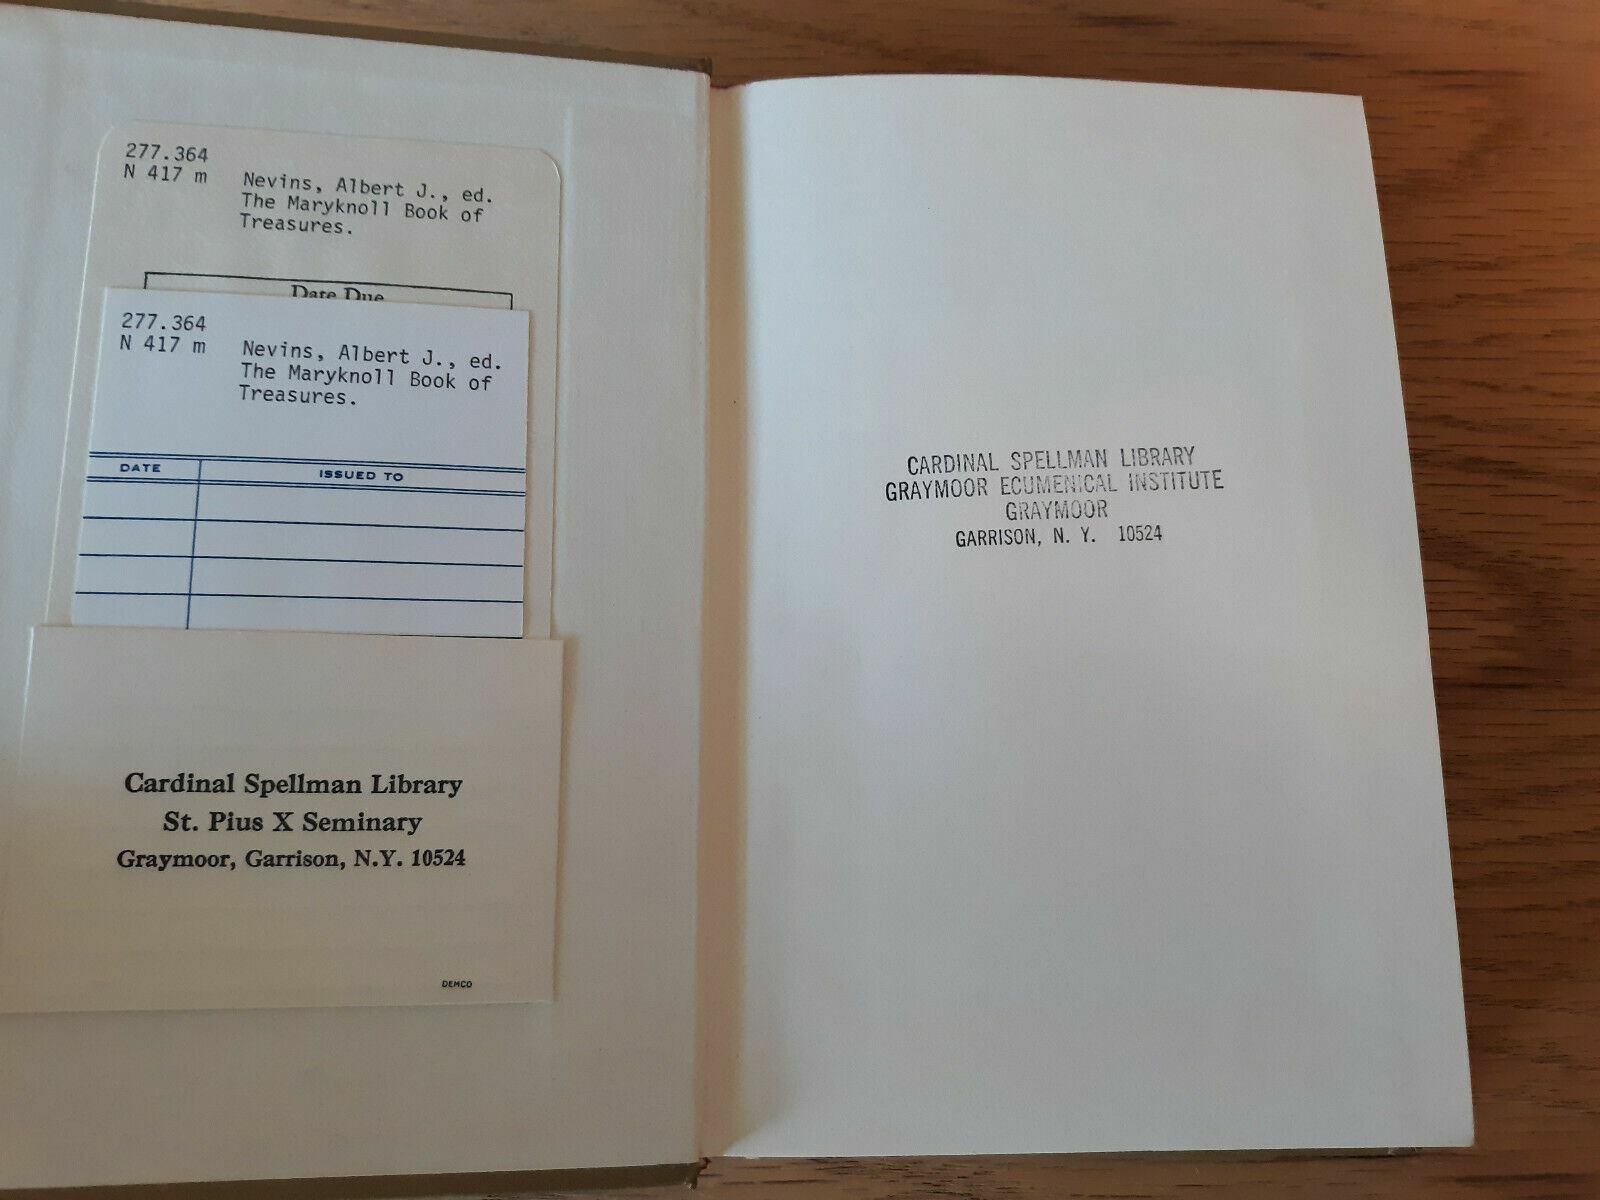 277.364
N 417 m Nevins, Albert J., ed.
The Maryknoll Book of
Treasures.
Date Due
277.364
N 417 m Nevins, Albert J., ed.
The Maryknoll Book of
Treasures.
DATE ISSUED TO
Cardinal Spellman Library
St. Pius X Seminary
Graymoor, Garrison, N.Y. 10524
DEMCO
CARDINAL SPELLMAN LIBRARY
GRAYMOOR ECUMENICAL INSTITUTE
GRAYMOOR
GARRISON, N. Y. 10524